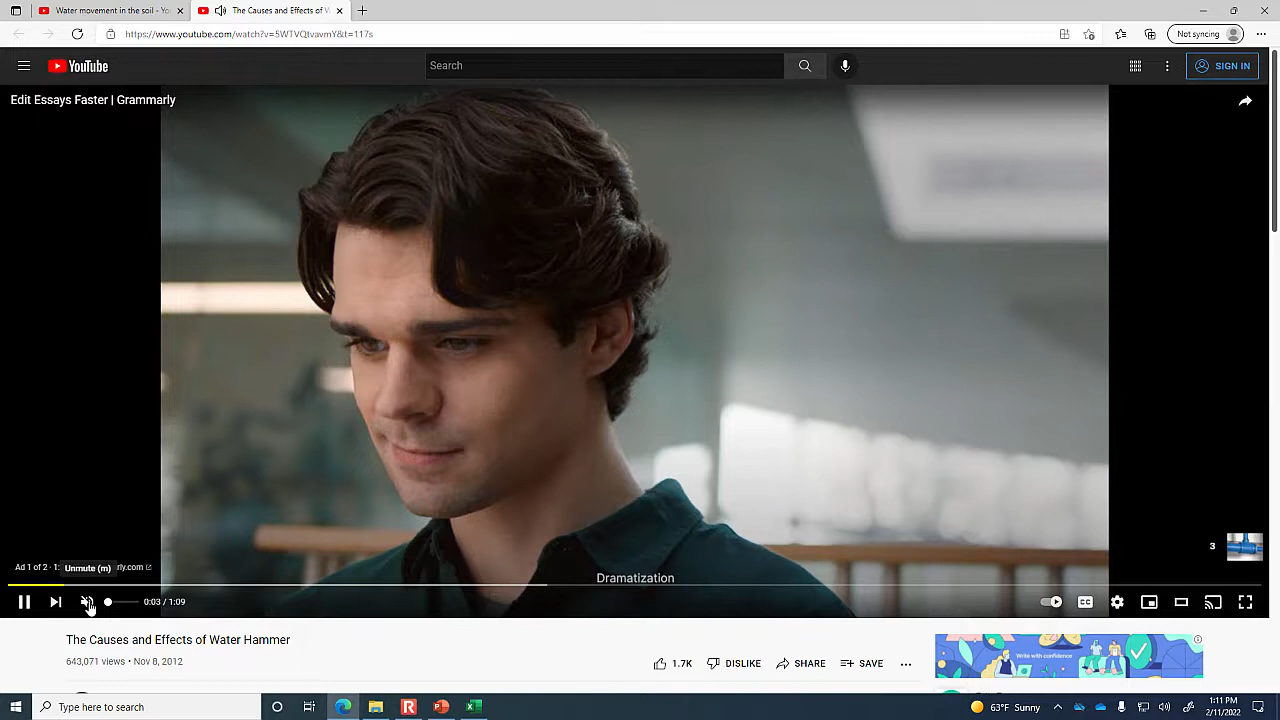 Water movement in the soil - Yo
The Causes and Effects of W
https://www.youtube.com/watch?v=5WTVQtvavmY&t=117s
Not syncing
YouTube
Search
SIGN IN
Edit Essays Faster | Grammarly
3
Ad 1 of 2 · 1:
rly.com
Unmute (m)
Dramatization
0:03 / 1:09
CC
The Causes and Effects of Water Hammer
643,071 views • Nov 8, 2012
1.7K
DISLIKE
SHARE
SAVE
Write with confidence
Type here to search
63°F Sunny
1:11 PM
2/11/2022